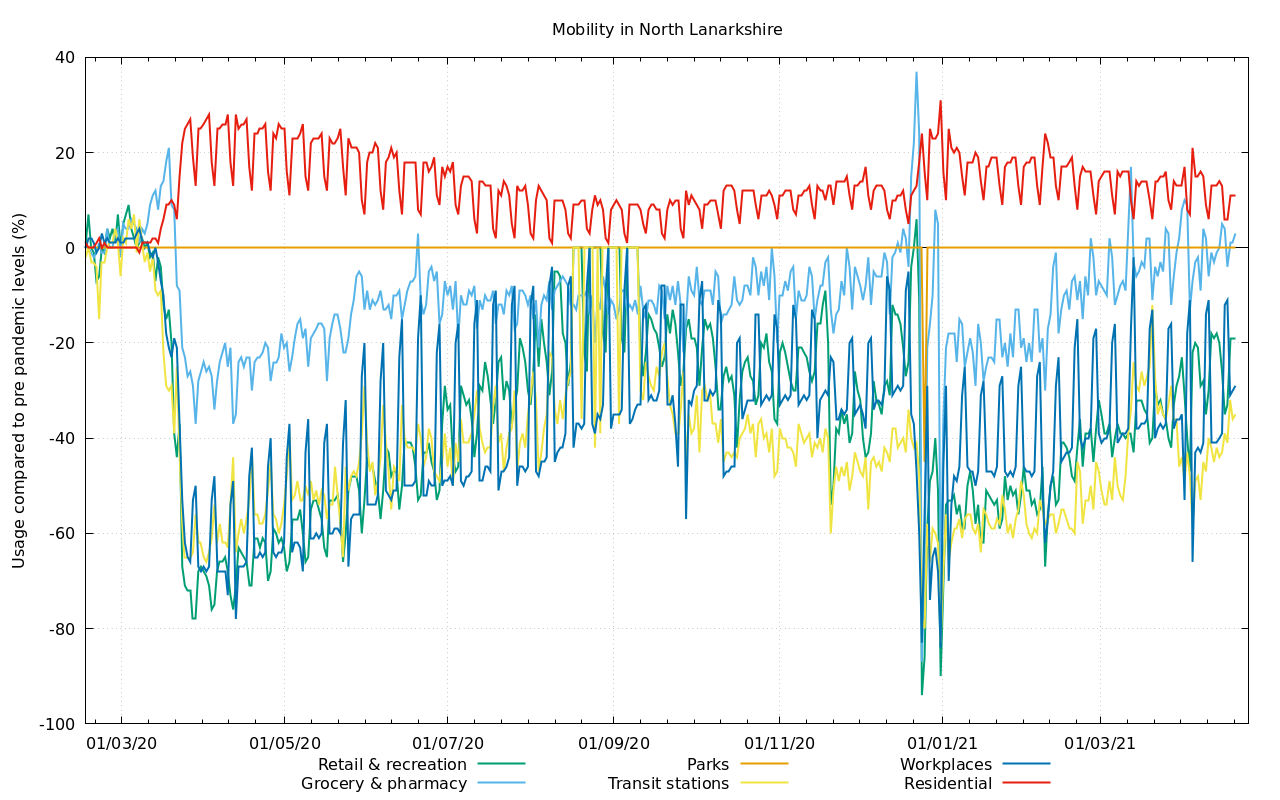 Mobility in North Lanarkshire
Usage compared to pre pandemic levels (%)
40
20
0
-20
-40
-60
-80
-100
01/03/20 01/05/20 01/07/20 01/09/20 01/11/20 01/01/21 01/03/21
Retail & recreation Parks Workplaces
Grocery & pharmacy Transit stations Residential